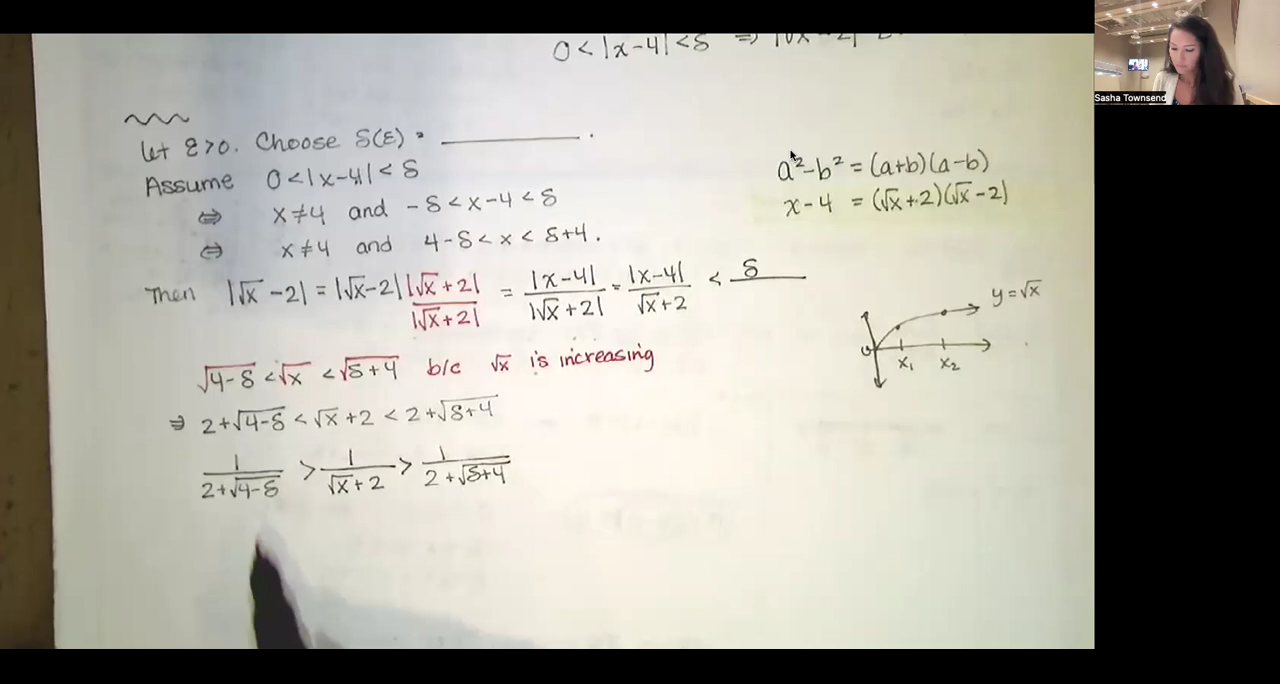 0 < |x-4| < δ ⇒ |√x - 2|
Sasha Townsend
Let ε>0. Choose δ(ε) = ________.
Assume 0<|x-4|<δ
⇔ x≠4 and -δ<x-4<δ
⇔ x≠4 and 4-δ<x<δ+4.
a²-b² = (a+b)(a-b)
x-4 = (√x+2)(√x-2)
Then |√x-2| = |√x-2| |√x+2|/|√x+2| = |x-4|/|√x+2| = |x-4|/(√x+2) < δ/
y=√x
0 x₁ x₂
√(4-δ) < √x < √(δ+4) b/c √x is increasing
⇒ 2+√(4-δ) < √x+2 < 2+√(δ+4)
1/(2+√(4-δ)) > 1/(√x+2) > 1/(2+√(δ+4))